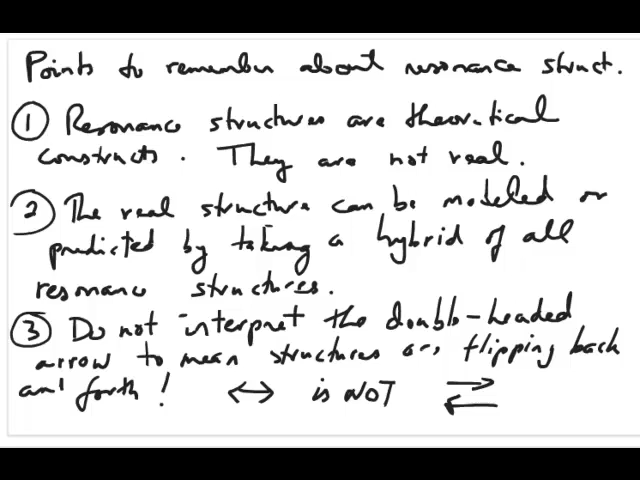 Points to remember about resonance struct.
① Resonance structures are theoretical
constructs. They are not real.
② The real structure can be modeled or
predicted by taking a hybrid of all
resonance structures.
③ Do not interpret the double-headed
arrow to mean structures are flipping back
and forth! ↔ is NOT ⇌